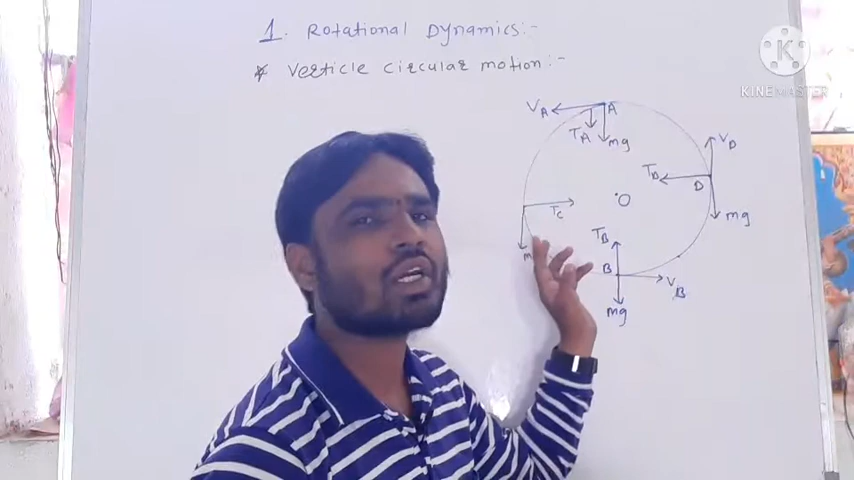 1. Rotational Dynamics:-
* Verticle circular motion:-
K
KINEMASTER
VA A
TA mg
VD
TD D
mg
TC
O
m
TB
B
VB
mg